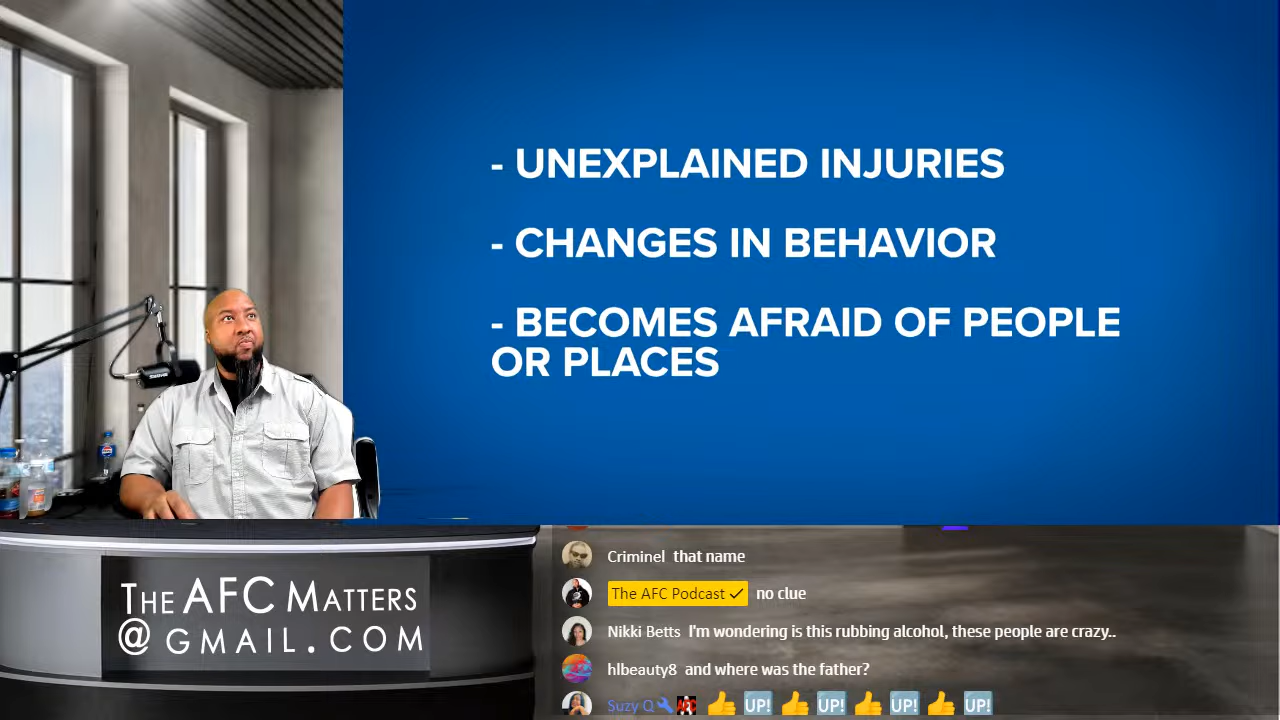 - UNEXPLAINED INJURIES
- CHANGES IN BEHAVIOR
- BECOMES AFRAID OF PEOPLE
OR PLACES
THE AFC MATTERS
@GMAIL.COM
Criminel that name
The AFC Podcast ✓ no clue
Nikki Betts I'm wondering is this rubbing alcohol, these people are crazy..
hlbeauty8 and where was the father?
Suzy Q 👍 UP! 👍 UP! 👍 UP! 👍 UP!